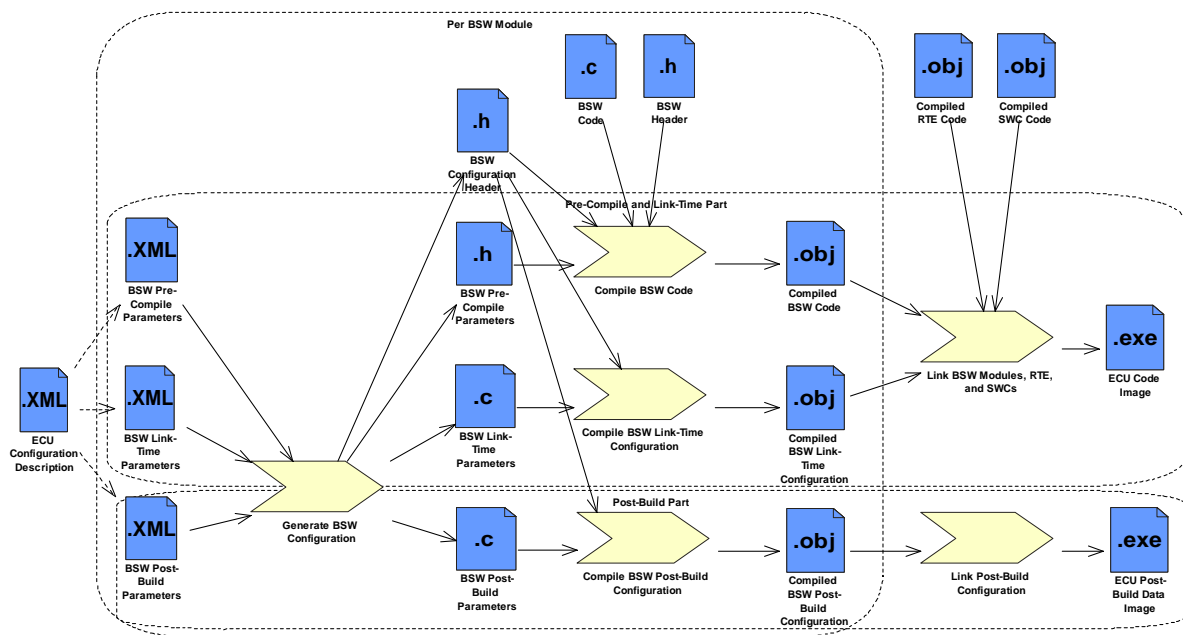 Per BSW Module
.c
BSW
Code
.h
BSW
Header
.obj
Compiled
RTE Code
.obj
Compiled
SWC Code
.h
BSW
Configuration
Header
Pre-Compile and Link-Time Part
.XML
BSW Pre-
Compile
Parameters
.h
BSW Pre-
Compile
Parameters
Compile BSW Code
.obj
Compiled
BSW Code
Link BSW Modules, RTE,
and SWCs
.exe
ECU Code
Image
.XML
ECU
Configuration
Description
.XML
BSW Link-
Time
Parameters
.c
BSW Link-Time
Parameters
Compile BSW Link-Time
Configuration
.obj
Compiled
BSW Link-
Time
Configuration
Generate BSW
Configuration
Post-Build Part
.XML
BSW Post-
Build
Parameters
.c
BSW Post-
Build
Parameters
Compile BSW Post-Build
Configuration
.obj
Compiled
BSW Post-
Build
Configuration
Link Post-Build
Configuration
.exe
ECU Post-
Build Data
Image